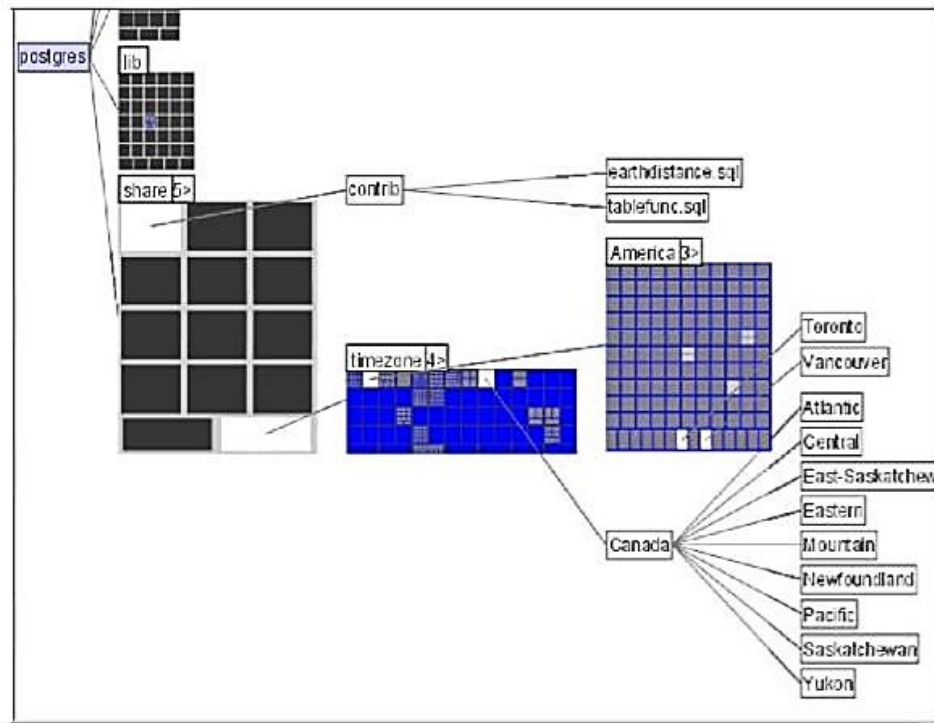 postgres
lib
share 5>
contrib
earthdistance.sql
tablefunc.sql
America 3>
timezone 4>
Toronto
Vancouver
Atlantic
Central
East-Saskatchew
Eastern
Canada
Mountain
Newfoundland
Pacific
Saskatchewan
Yukon